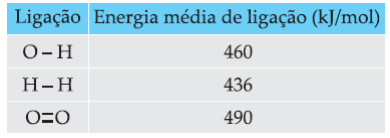 Ligação Energia média de ligação (kJ/mol)
O–H 460
H–H 436
O=O 490